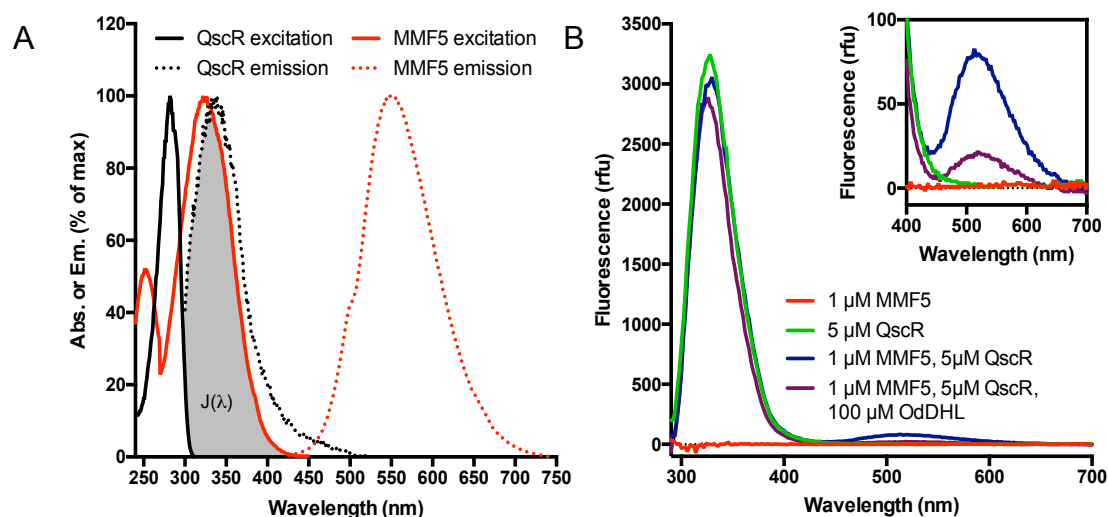 A
QscR excitation
MMF5 excitation
QscR emission
MMF5 emission
Abs. or Em. (% of max)
120
100
80
60
40
20
0
J(λ)
250 300 350 400 450 500 550 600 650 700 750
Wavelength (nm)
B
Fluorescence (rfu)
3500
3000
2500
2000
1500
1000
500
0
300 400 500 600 700
Wavelength (nm)
Fluorescence (rfu)
100
50
0
400 500 600 700
Wavelength (nm)
1 µM MMF5
5 µM QscR
1 µM MMF5, 5µM QscR
1 µM MMF5, 5µM QscR,
100 µM OdDHL